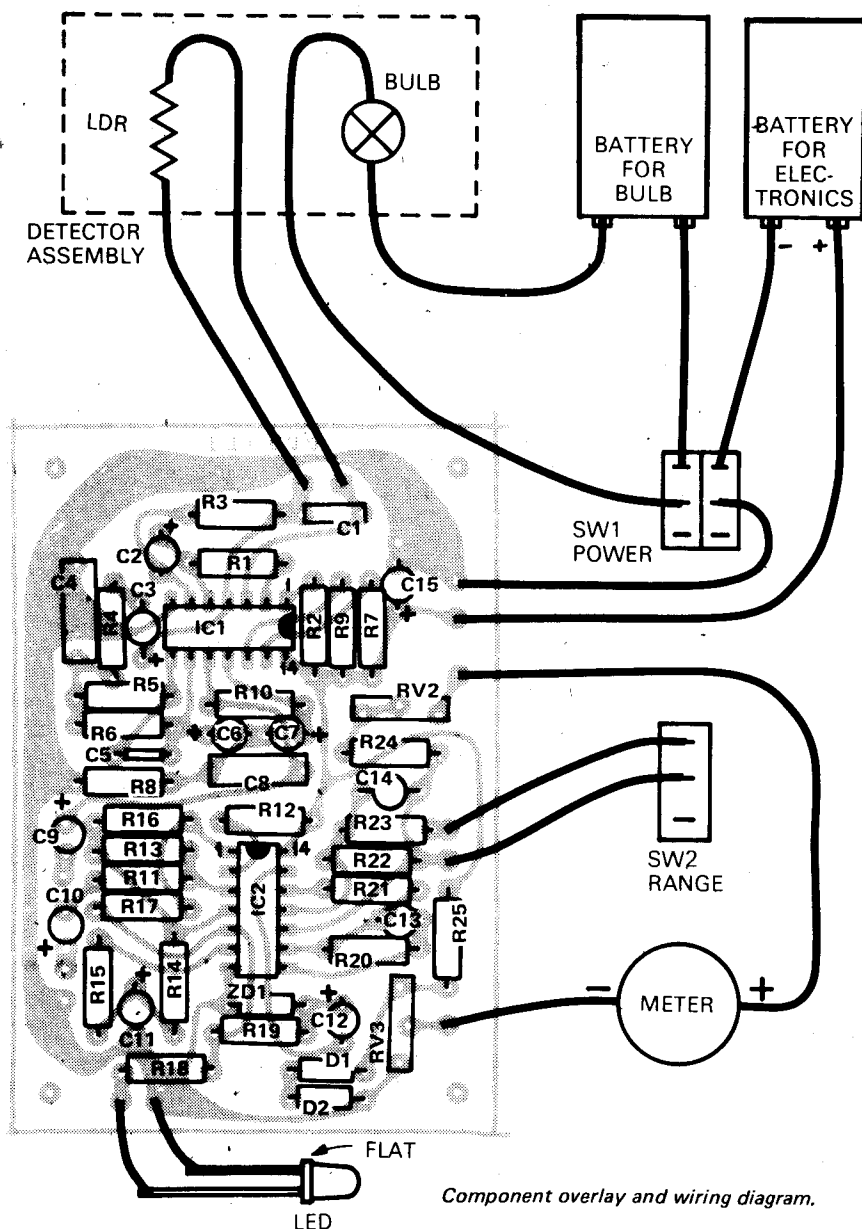 LDR
BULB
BATTERY
FOR
BULB
BATTERY
FOR
ELEC-
TRONICS
- +
DETECTOR
ASSEMBLY
SW1
POWER
R3
C1
+
C2
R1
C4
C3
R4
+
IC1
1
14
R2
R9
R7
C15
+
R5
R10
RV2
R6
+ C6 C7 +
R24
C5
R8
C8
C14
+
C9
R16
R12
R23
R13
1
14
R22
SW2
RANGE
R11
R21
R17
IC2
C10
C13
R25
+
R20
R15
+
R14
ZD1
+
C12
- METER +
C11
R19
RV3
R18
D1
D2
FLAT
LED
Component overlay and wiring diagram.